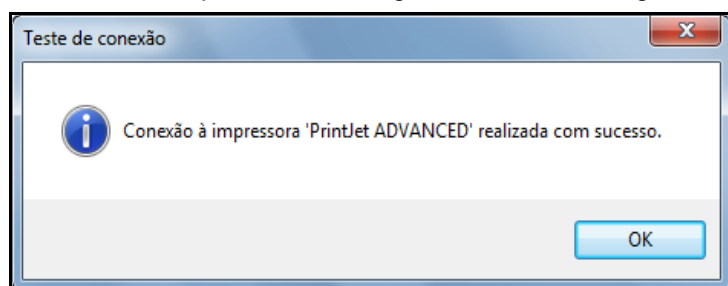 Teste de conexão
Conexão à impressora 'PrintJet ADVANCED' realizada com sucesso.
OK